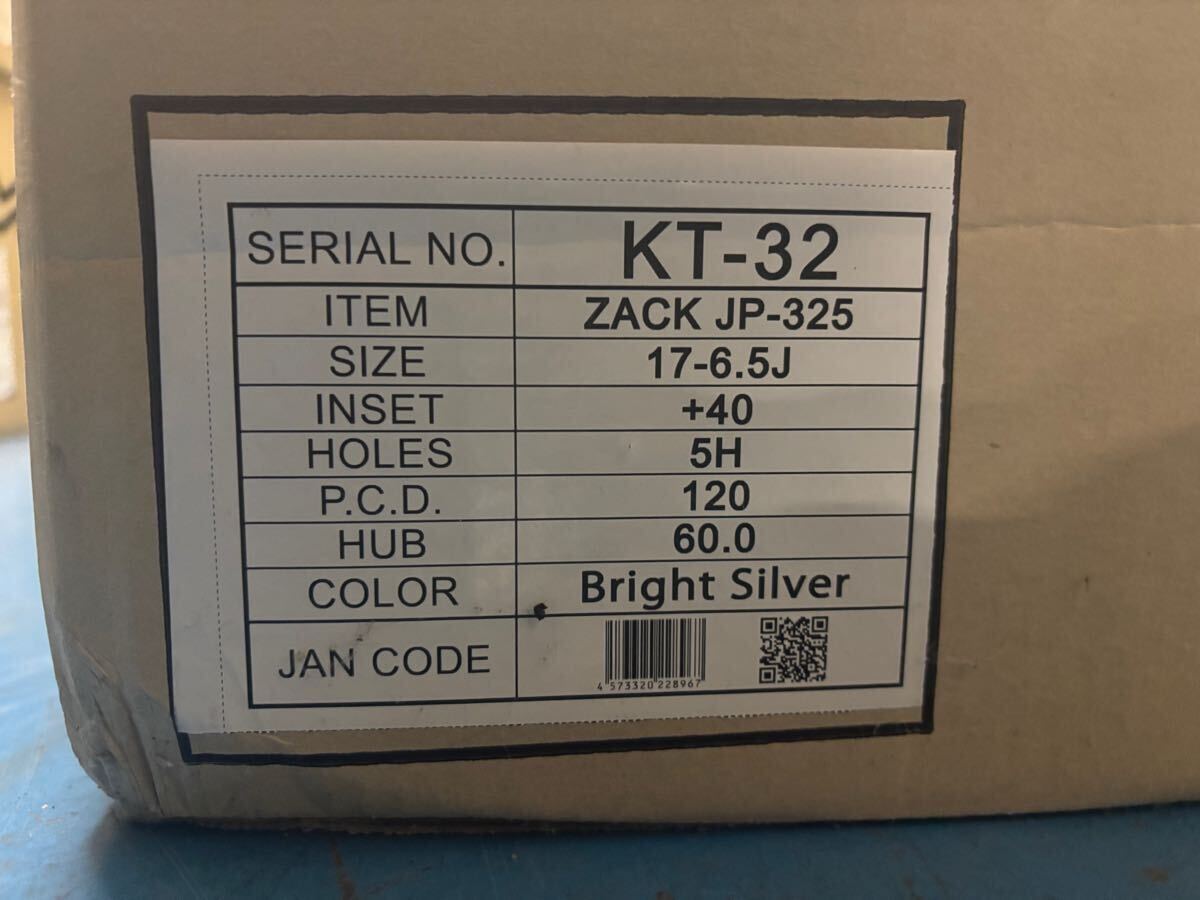 SERIAL NO. KT-32
ITEM ZACK JP-325
SIZE 17-6.5J
INSET +40
HOLES 5H
P.C.D. 120
HUB 60.0
COLOR Bright Silver
JAN CODE
4 573320 228967